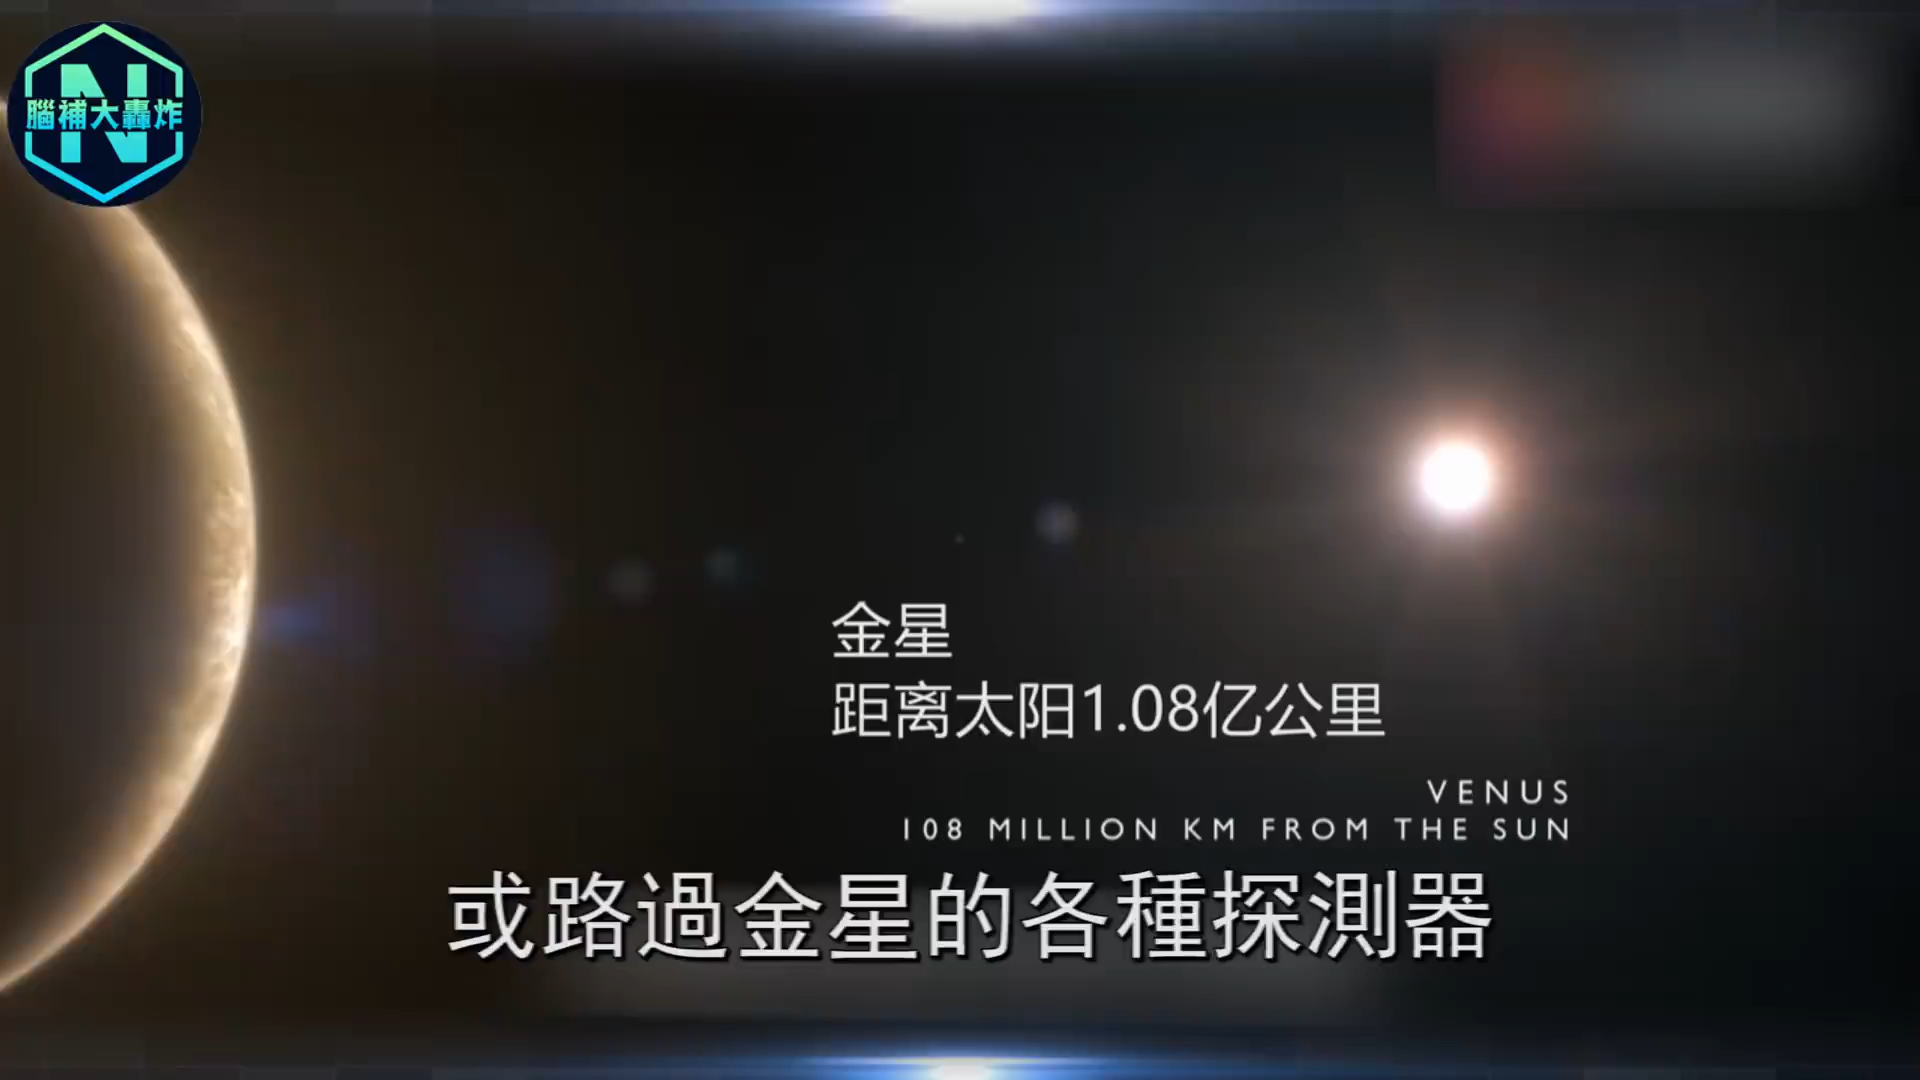 腦補大轟炸
金星
距离太阳1.08亿公里
VENUS
108 MILLION KM FROM THE SUN
或路過金星的各種探測器